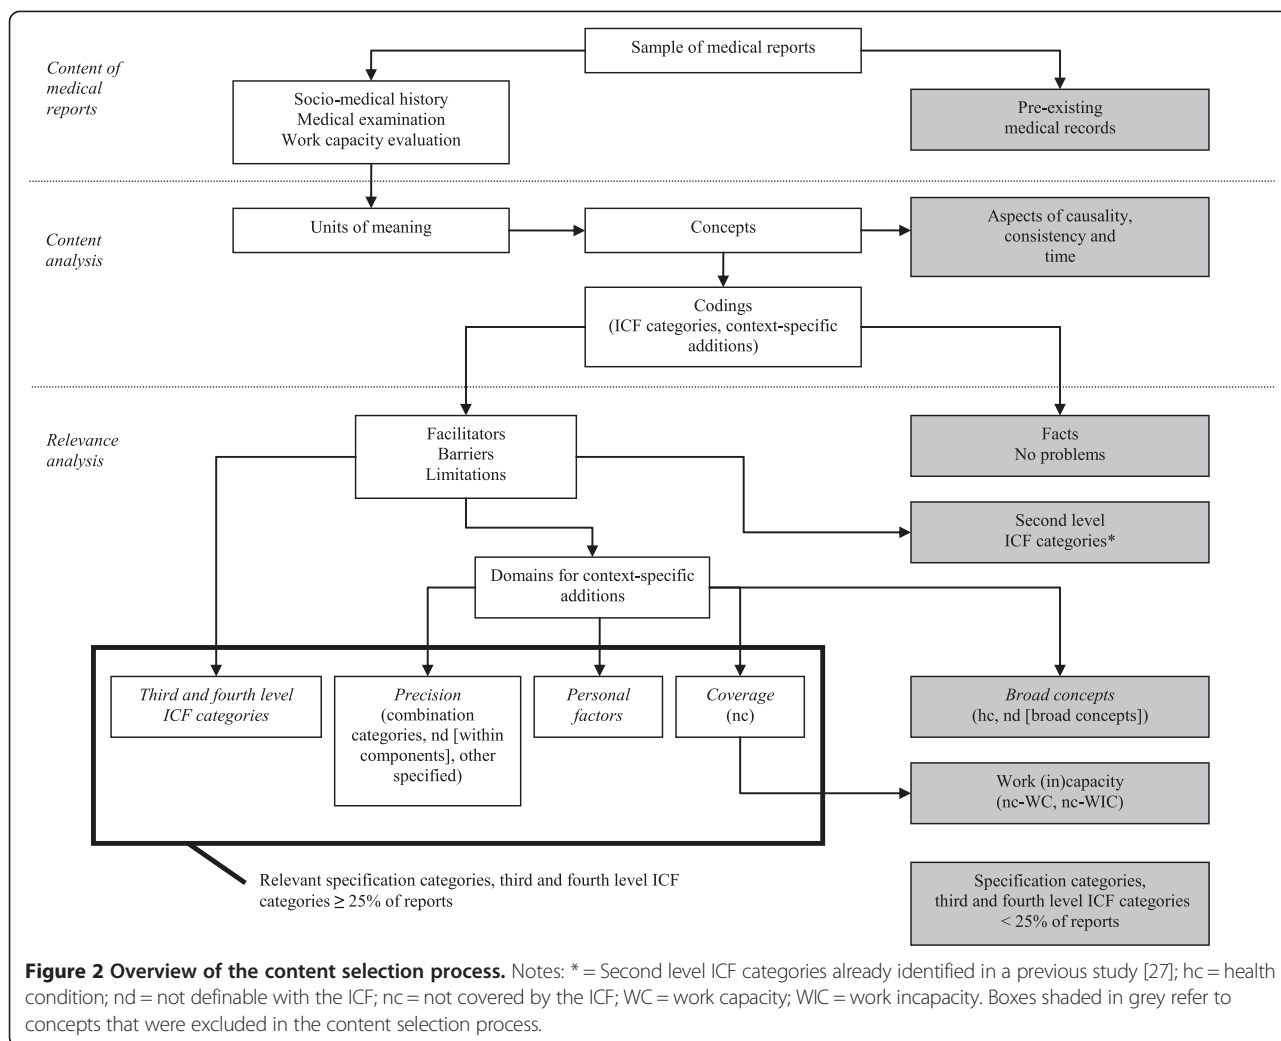 Content of
medical
reports
Sample of medical reports
Socio-medical history
Medical examination
Work capacity evaluation
Pre-existing
medical records
Content
analysis
Units of meaning
Concepts
Aspects of causality,
consistency and
time
Codings
(ICF categories, context-specific
additions)
Relevance
analysis
Facilitators
Barriers
Limitations
Facts
No problems
Second level
ICF categories*
Domains for context-specific
additions
Third and fourth level
ICF categories
Precision
(combination
categories, nd [within
components], other
specified)
Personal
factors
Coverage
(nc)
Broad concepts
(hc, nd [broad concepts])
Work (in)capacity
(nc-WC, nc-WIC)
Relevant specification categories, third and fourth level ICF
categories ≥ 25% of reports
Specification categories,
third and fourth level ICF categories
< 25% of reports
Figure 2 Overview of the content selection process. Notes: * = Second level ICF categories already identified in a previous study [27]; hc = health
condition; nd = not definable with the ICF; nc = not covered by the ICF; WC = work capacity; WIC = work incapacity. Boxes shaded in grey refer to
concepts that were excluded in the content selection process.